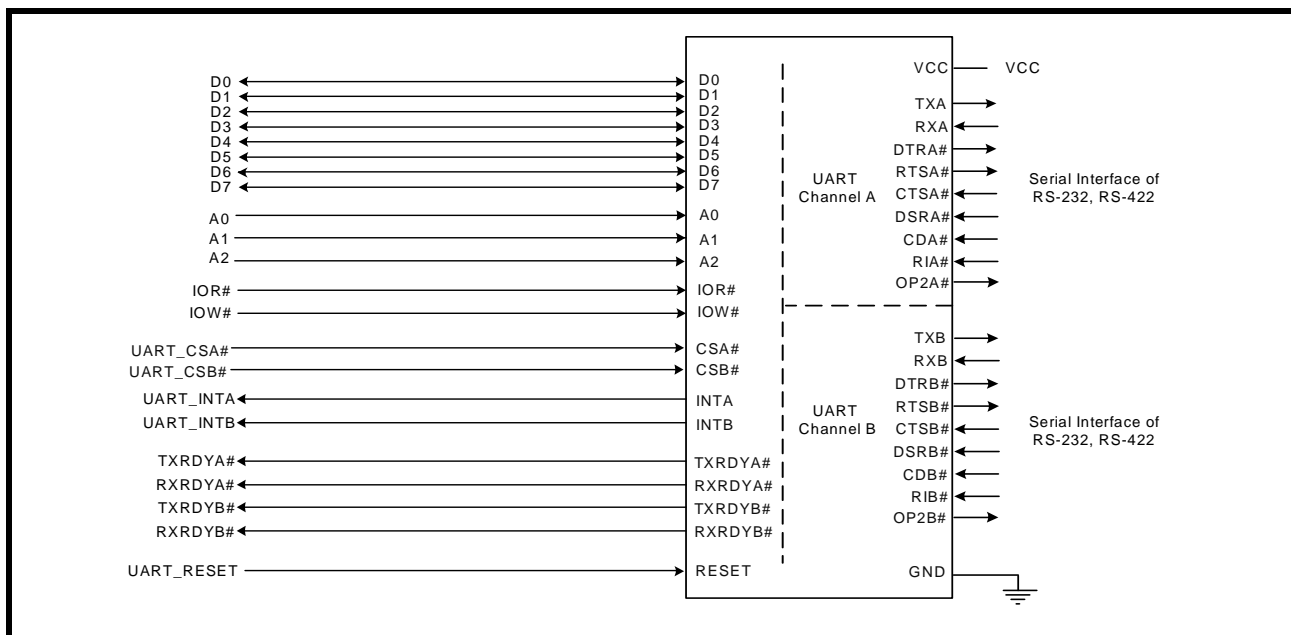 D0
D1
D2
D3
D4
D5
D6
D7
A0
A1
A2
IOR#
IOW#
UART_CSA#
UART_CSB#
UART_INTA
UART_INTB
TXRDYA#
RXRDYA#
TXRDYB#
RXRDYB#
UART_RESET
D0
D1
D2
D3
D4
D5
D6
D7
A0
A1
A2
IOR#
IOW#
CSA#
CSB#
INTA
INTB
TXRDYA#
RXRDYA#
TXRDYB#
RXRDYB#
RESET
UART
Channel A
UART
Channel B
VCC
TXA
RXA
DTRA#
RTSA#
CTSA#
DSRA#
CDA#
RIA#
OP2A#
TXB
RXB
DTRB#
RTSB#
CTSB#
DSRB#
CDB#
RIB#
OP2B#
GND
VCC
Serial Interface of
RS-232, RS-422
Serial Interface of
RS-232, RS-422